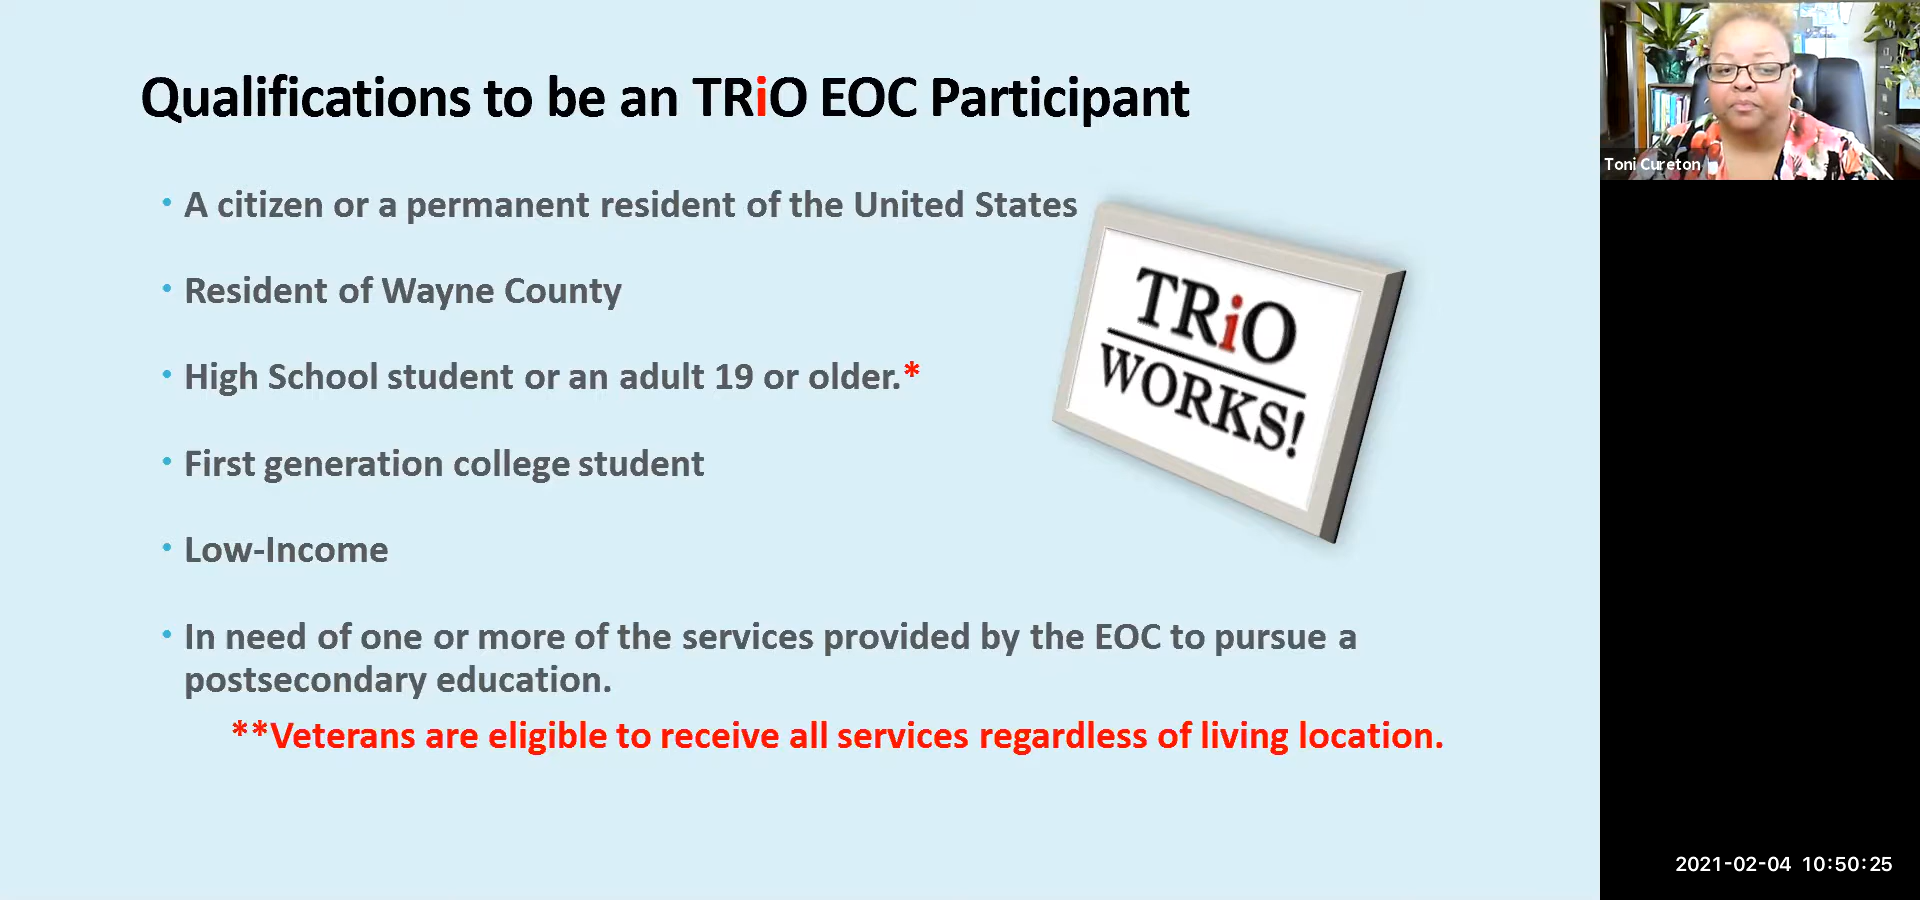 Qualifications to be an TRiO EOC Participant
• A citizen or a permanent resident of the United States
• Resident of Wayne County
• High School student or an adult 19 or older.*
• First generation college student
• Low-Income
• In need of one or more of the services provided by the EOC to pursue a
postsecondary education.
**Veterans are eligible to receive all services regardless of living location.
TRiO
WORKS!
Toni Cureton
2021-02-04 10:50:25